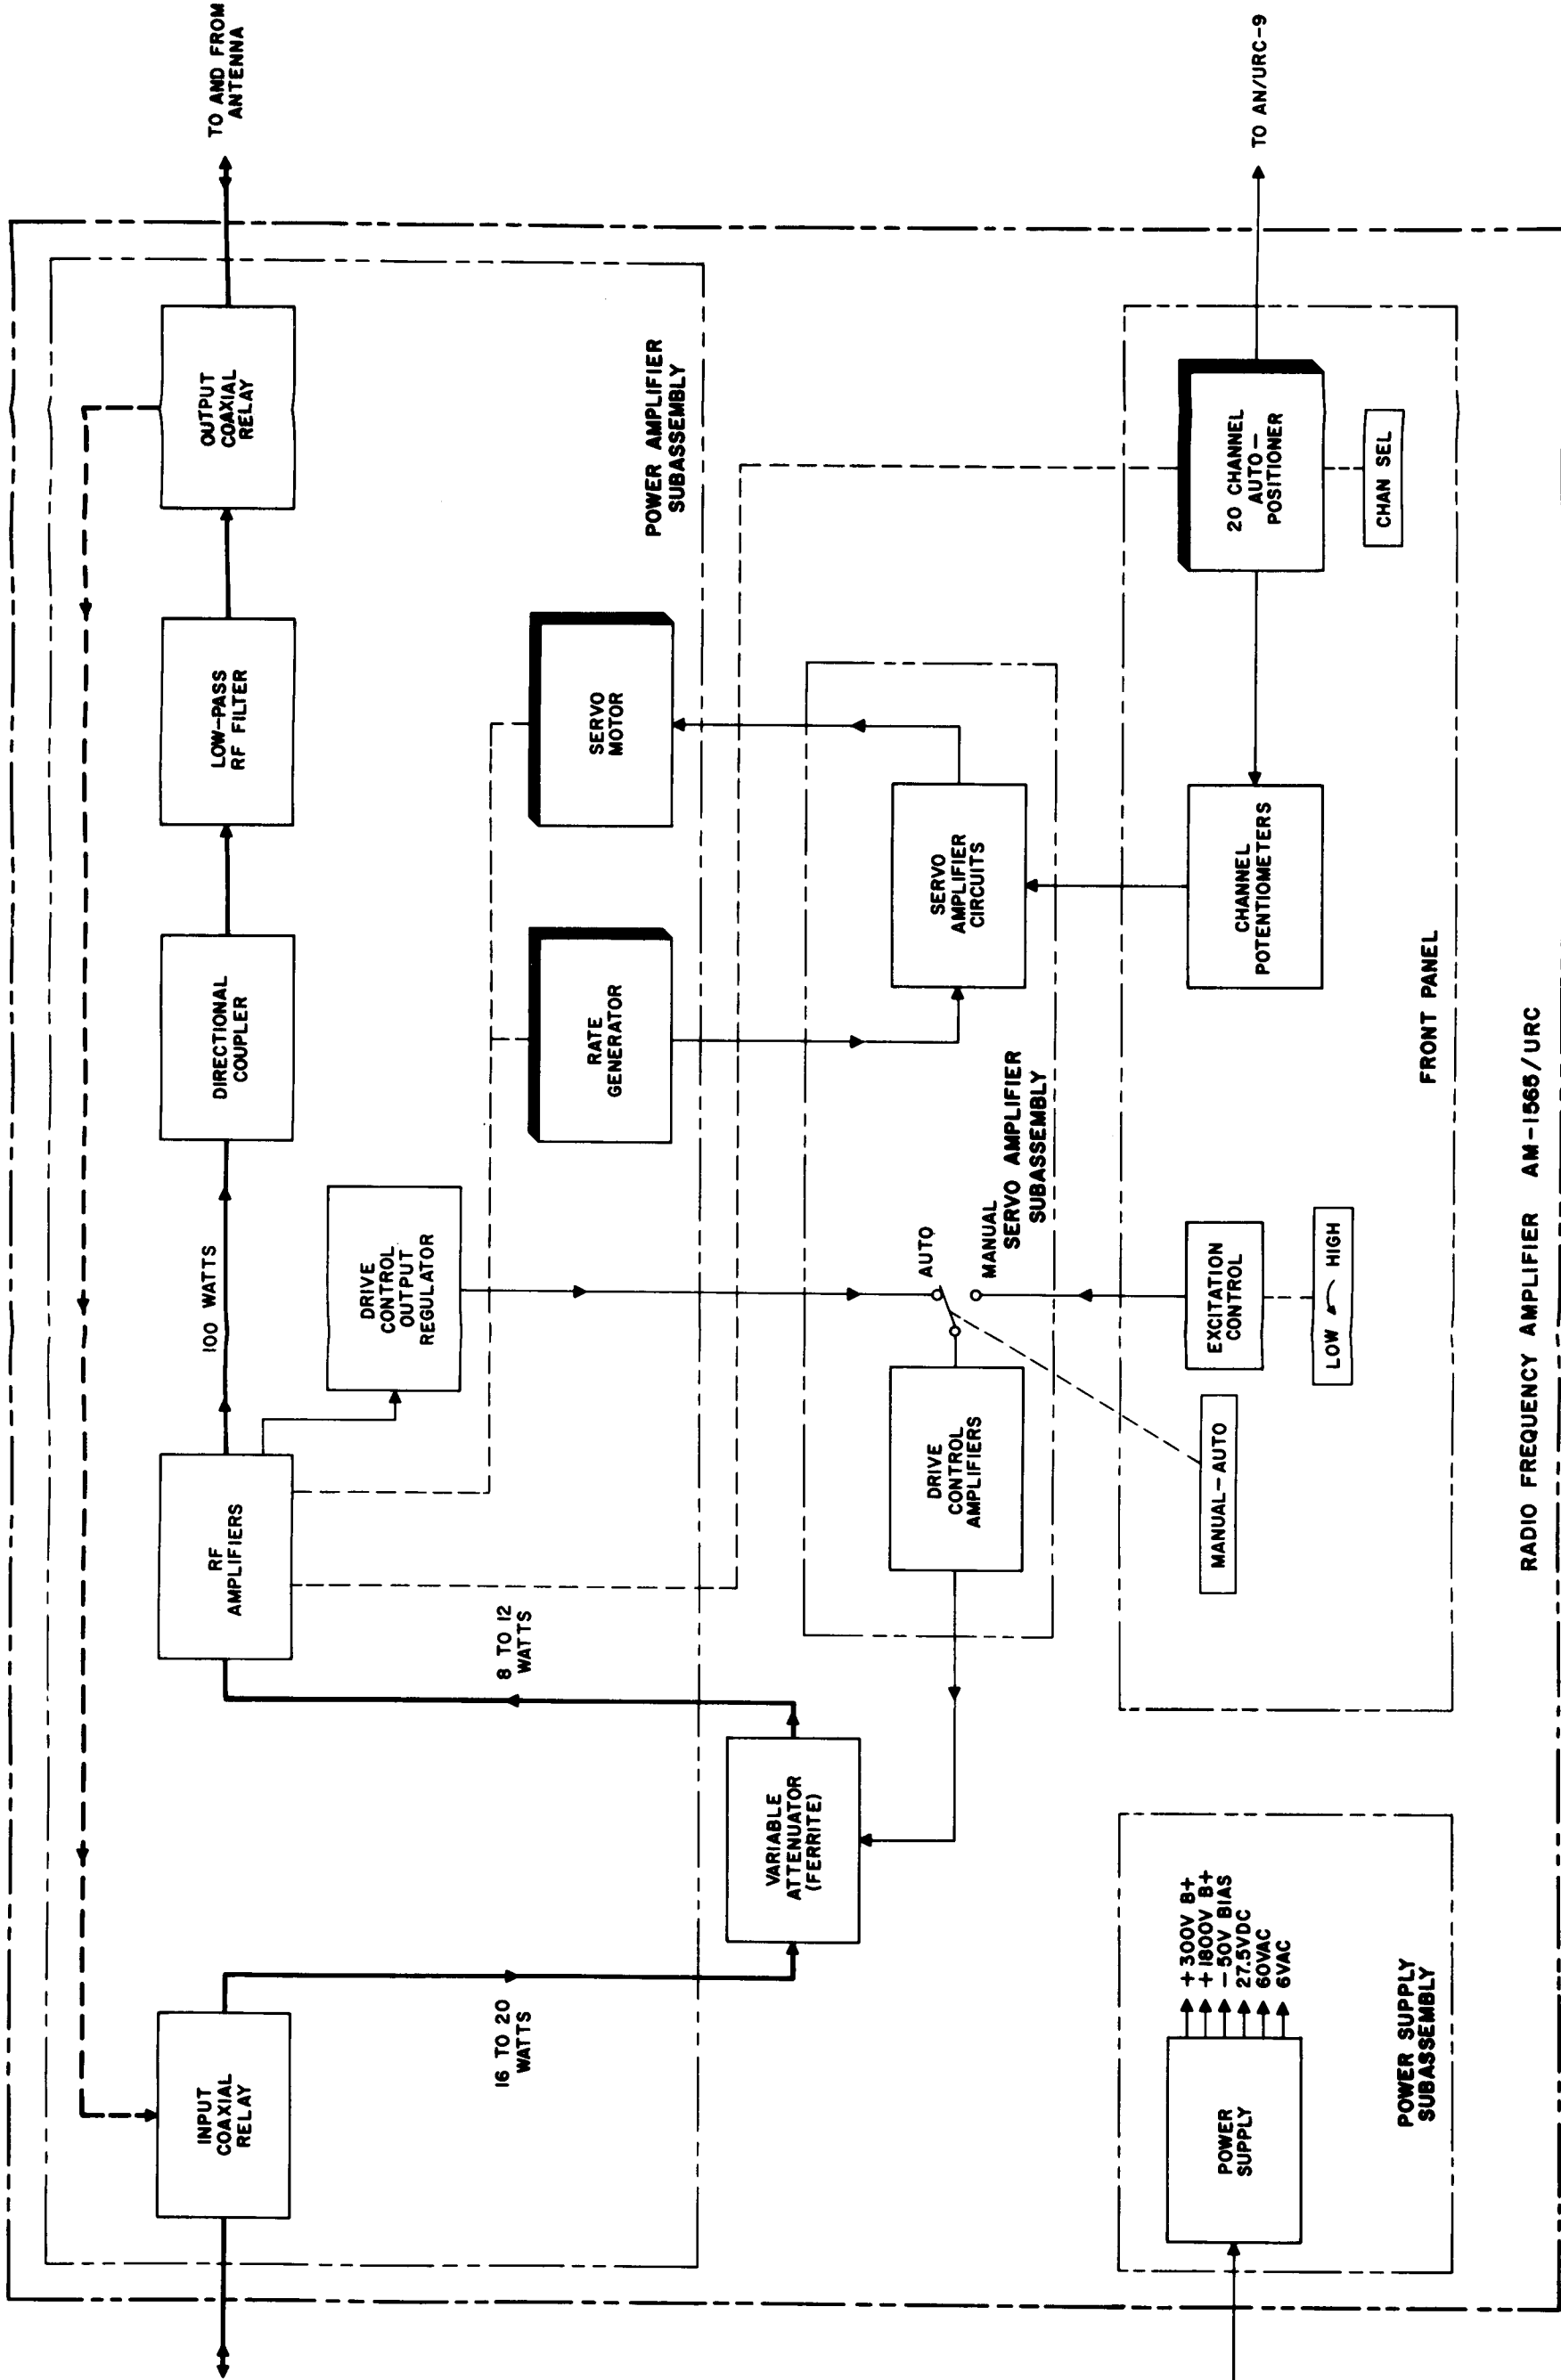 TO AND FROM
ANTENNA
INPUT
COAXIAL
RELAY
RF
AMPLIFIERS
100 WATTS
DIRECTIONAL
COUPLER
LOW-PASS
RF FILTER
OUTPUT
COAXIAL
RELAY
DRIVE
CONTROL
OUTPUT
REGULATOR
16 TO 20
WATTS
8 TO 12
WATTS
RATE
GENERATOR
SERVO
MOTOR
POWER AMPLIFIER
SUBASSEMBLY
VARIABLE
ATTENUATOR
(FERRITE)
DRIVE
CONTROL
AMPLIFIERS
AUTO
MANUAL
SERVO AMPLIFIER
SUBASSEMBLY
SERVO
AMPLIFIER
CIRCUITS
POWER
SUPPLY
+300V B+
+1800V B+
-50V BIAS
27.5VDC
60VAC
6VAC
POWER SUPPLY
SUBASSEMBLY
MANUAL-AUTO
EXCITATION
CONTROL
LOW HIGH
CHANNEL
POTENTIOMETERS
20 CHANNEL
AUTO-
POSITIONER
CHAN SEL
TO AN/URC-9
FRONT PANEL
RADIO FREQUENCY AMPLIFIER AM-1565/URC